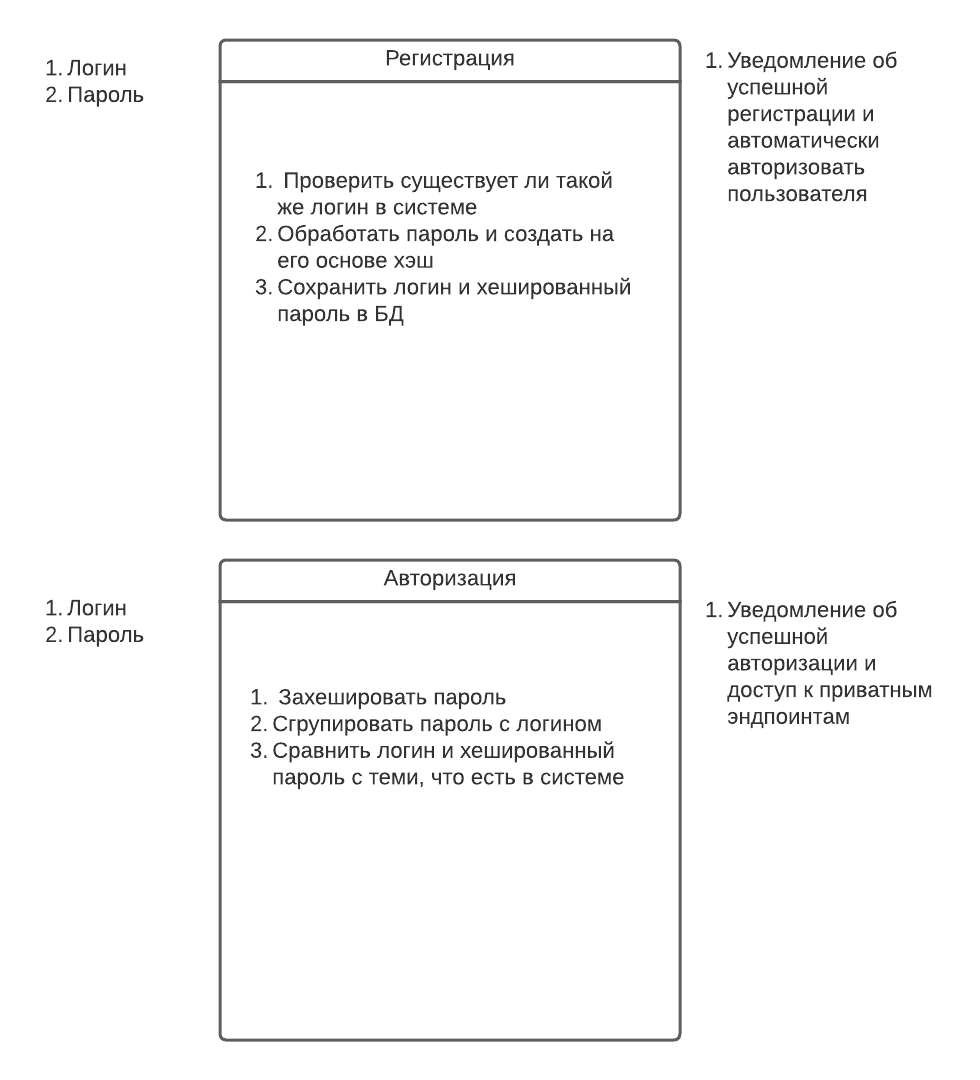 1. Логин
2. Пароль
Регистрация
1. Проверить существует ли такой
же логин в системе
2. Обработать пароль и создать на
его основе хэш
3. Сохранить логин и хешированный
пароль в БД
1. Уведомление об
успешной
регистрации и
автоматически
авторизовать
пользователя
1. Логин
2. Пароль
Авторизация
1. Захешировать пароль
2. Сгрупировать пароль с логином
3. Сравнить логин и хешированный
пароль с теми, что есть в системе
1. Уведомление об
успешной
авторизации и
доступ к приватным
эндпоинтам